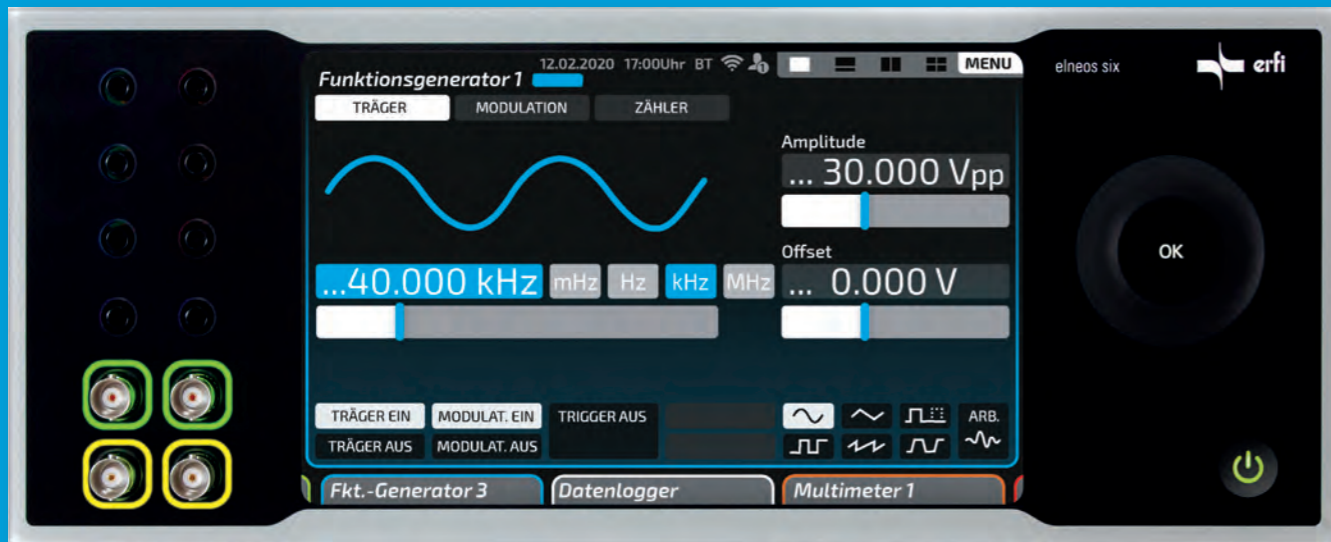 12.02.2020 17:00Uhr BT 1 MENU
Funktionsgenerator 1
TRÄGER MODULATION ZÄHLER
elneos six
erfi
Amplitude
... 30.000 Vpp
Offset
...40.000 kHz mHz Hz kHz MHz
... 0.000 V
OK
TRÄGER EIN MODULAT. EIN TRIGGER AUS
TRÄGER AUS MODULAT. AUS
ARB.
Fkt.-Generator 3 Datenlogger Multimeter 1